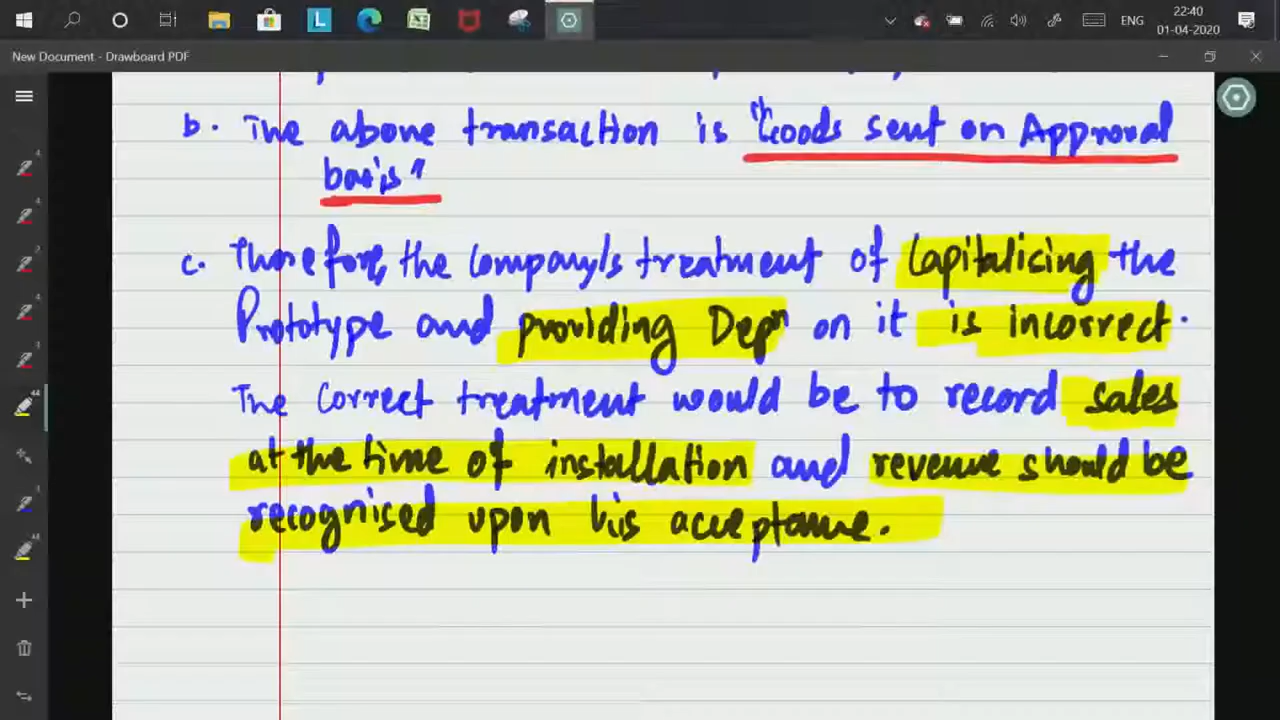 22:40
ENG
01-04-2020
New Document - Drawboard PDF
b. The above transaction is "Goods sent on Approval
basis"
c. Therefore, the Company's treatment of Capitalising the
Prototype and providing Depn on it is incorrect.
The correct treatment would be to record sales
at the time of installation and revenue should be
recognised upon his acceptance.